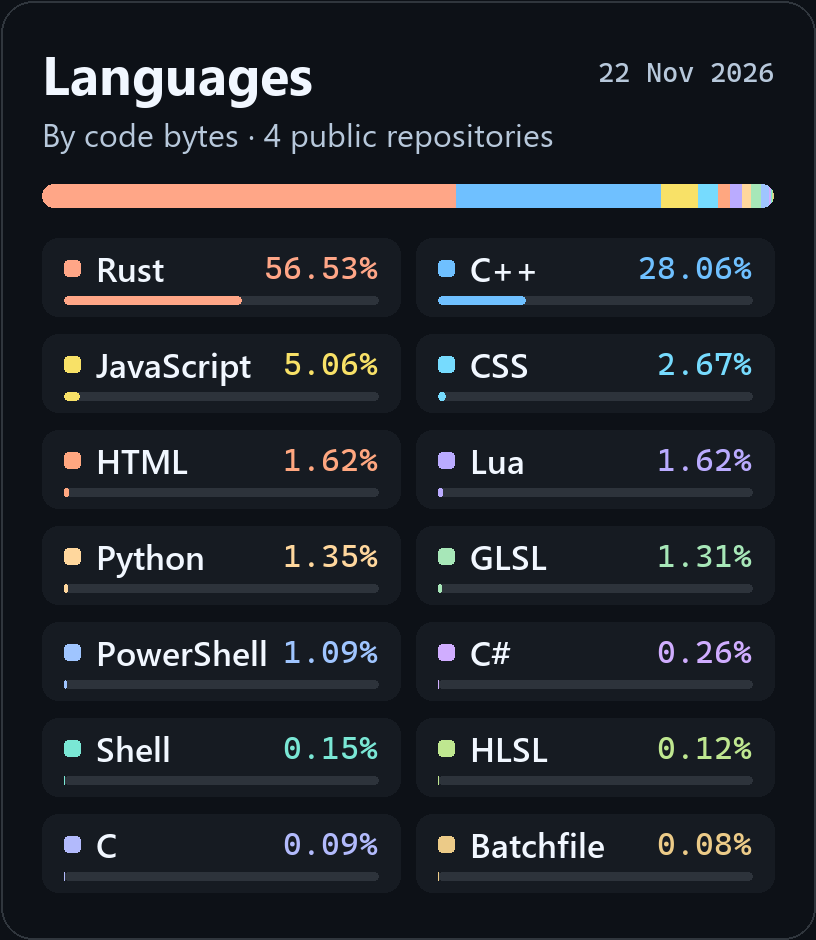 Languages 22 Nov 2026
By code bytes · 4 public repositories
Rust 56.53% C++ 28.06%
JavaScript 5.06% CSS 2.67%
HTML 1.62% Lua 1.62%
Python 1.35% GLSL 1.31%
PowerShell 1.09% C# 0.26%
Shell 0.15% HLSL 0.12%
C 0.09% Batchfile 0.08%